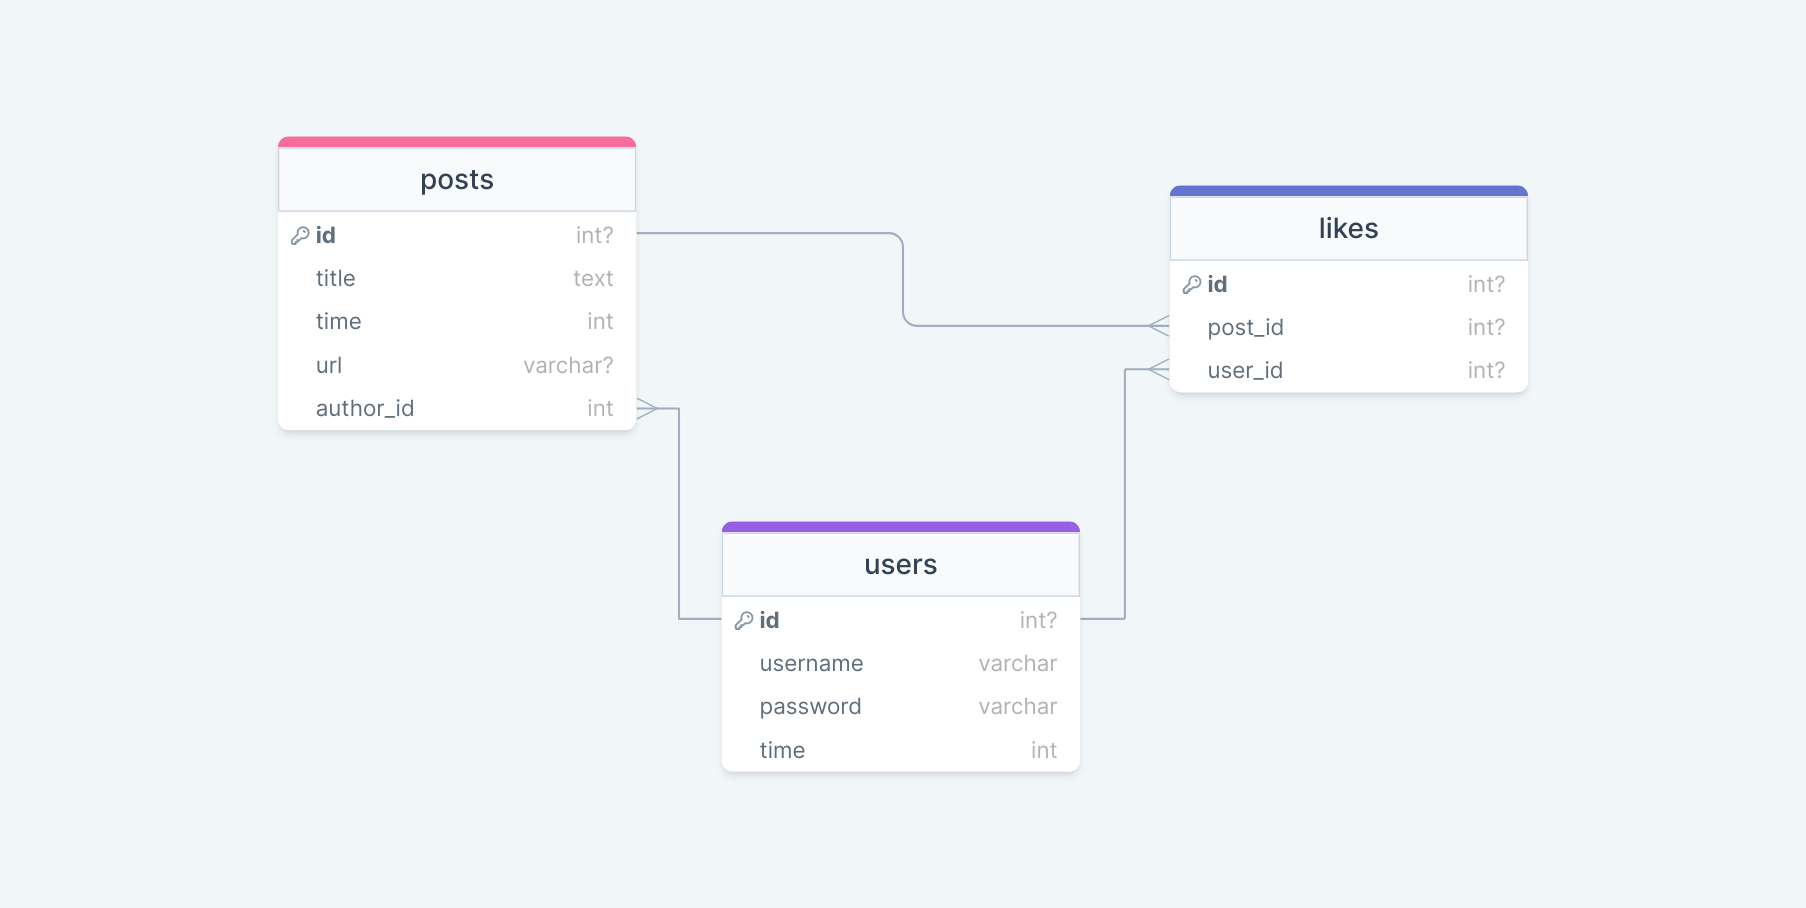 posts
id int?
title text
time int
url varchar?
author_id int
likes
id int?
post_id int?
user_id int?
users
id int?
username varchar
password varchar
time int